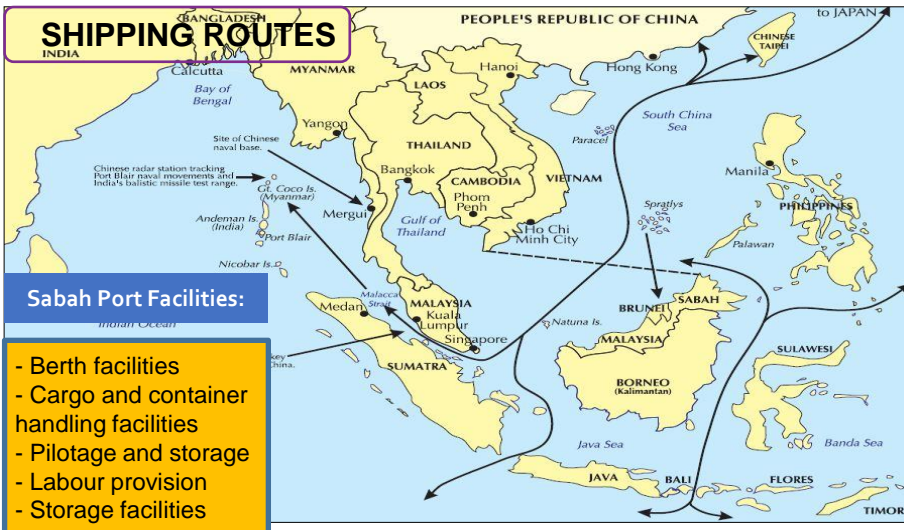 SHIPPING ROUTES
BANGLADESH
INDIA
PEOPLE'S REPUBLIC OF CHINA
to JAPAN
CHINESE
TAIPEI
Calcutta
MYANMAR
Hanoi
Hong Kong
Bay of
Bengal
LAOS
South China
Sea
Yangon
Site of Chinese
naval base.
THAILAND
Paracel
Chinese radar station tracking
Port Blair naval movements and
India's balistic missile test range.
Bangkok
VIETNAM
Manila
CAMBODIA
Gt. Coco Is.
(Myanmar)
Phom
Penh
PHILIPPINES
Mergui
Spratlys
Andeman Is.
(India)
Gulf of
Thailand
Ho Chi
Minh City
Palawan
Port Blair
Nicobar Is.
Sabah Port Facilities:
Malacca
Strait
MALAYSIA
SABAH
Medan
Kuala
Lumpur
BRUNEI
Indian Ocean
Natuna Is.
Singapore
MALAYSIA
SULAWESI
key
China.
SUMATRA
BORNEO
(Kalimantan)
- Berth facilities
- Cargo and container
handling facilities
- Pilotage and storage
- Labour provision
- Storage facilities
Java Sea
Banda Sea
JAVA
BALI
FLORES
TIMOR